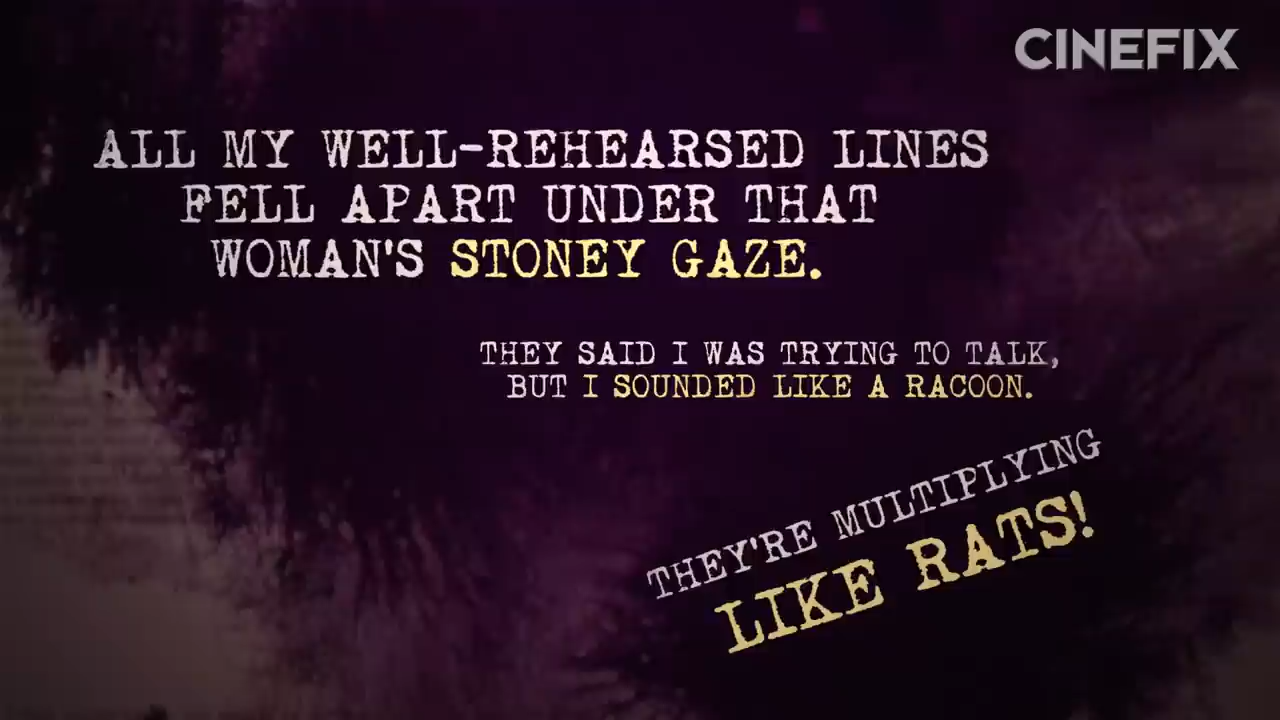 CINEFIX
ALL MY WELL-REHEARSED LINES
FELL APART UNDER THAT
WOMAN'S STONEY GAZE.
THEY SAID I WAS TRYING TO TALK,
BUT I SOUNDED LIKE A RACOON.
THEY'RE MULTIPLYING
LIKE RATS!